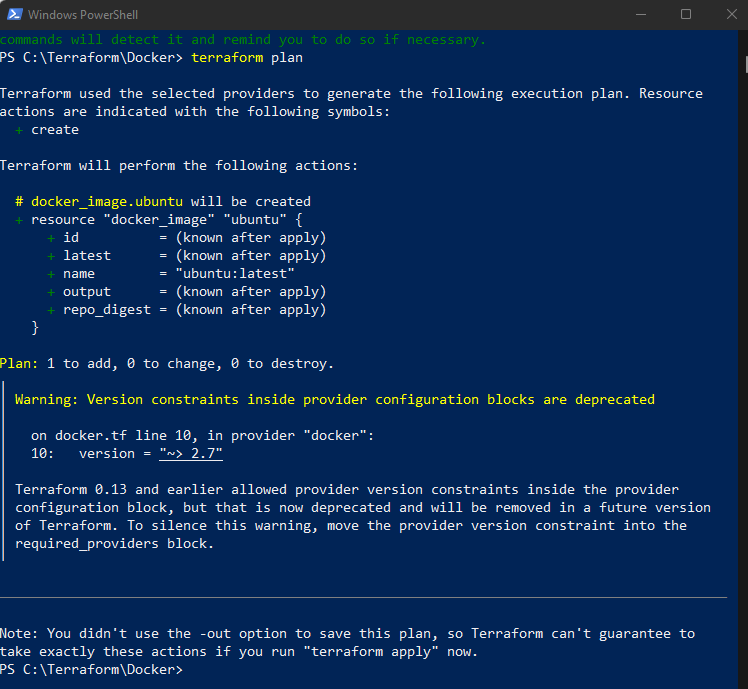 Windows PowerShell
commands will detect it and remind you to do so if necessary.
PS C:\Terraform\Docker> terraform plan
Terraform used the selected providers to generate the following execution plan. Resource
actions are indicated with the following symbols:
  + create
Terraform will perform the following actions:
  # docker_image.ubuntu will be created
  + resource "docker_image" "ubuntu" {
      + id          = (known after apply)
      + latest      = (known after apply)
      + name        = "ubuntu:latest"
      + output      = (known after apply)
      + repo_digest = (known after apply)
    }
Plan: 1 to add, 0 to change, 0 to destroy.
Warning: Version constraints inside provider configuration blocks are deprecated
  on docker.tf line 10, in provider "docker":
  10:   version = "~> 2.7"
Terraform 0.13 and earlier allowed provider version constraints inside the provider
configuration block, but that is now deprecated and will be removed in a future version
of Terraform. To silence this warning, move the provider version constraint into the
required_providers block.
Note: You didn't use the -out option to save this plan, so Terraform can't guarantee to
take exactly these actions if you run "terraform apply" now.
PS C:\Terraform\Docker>